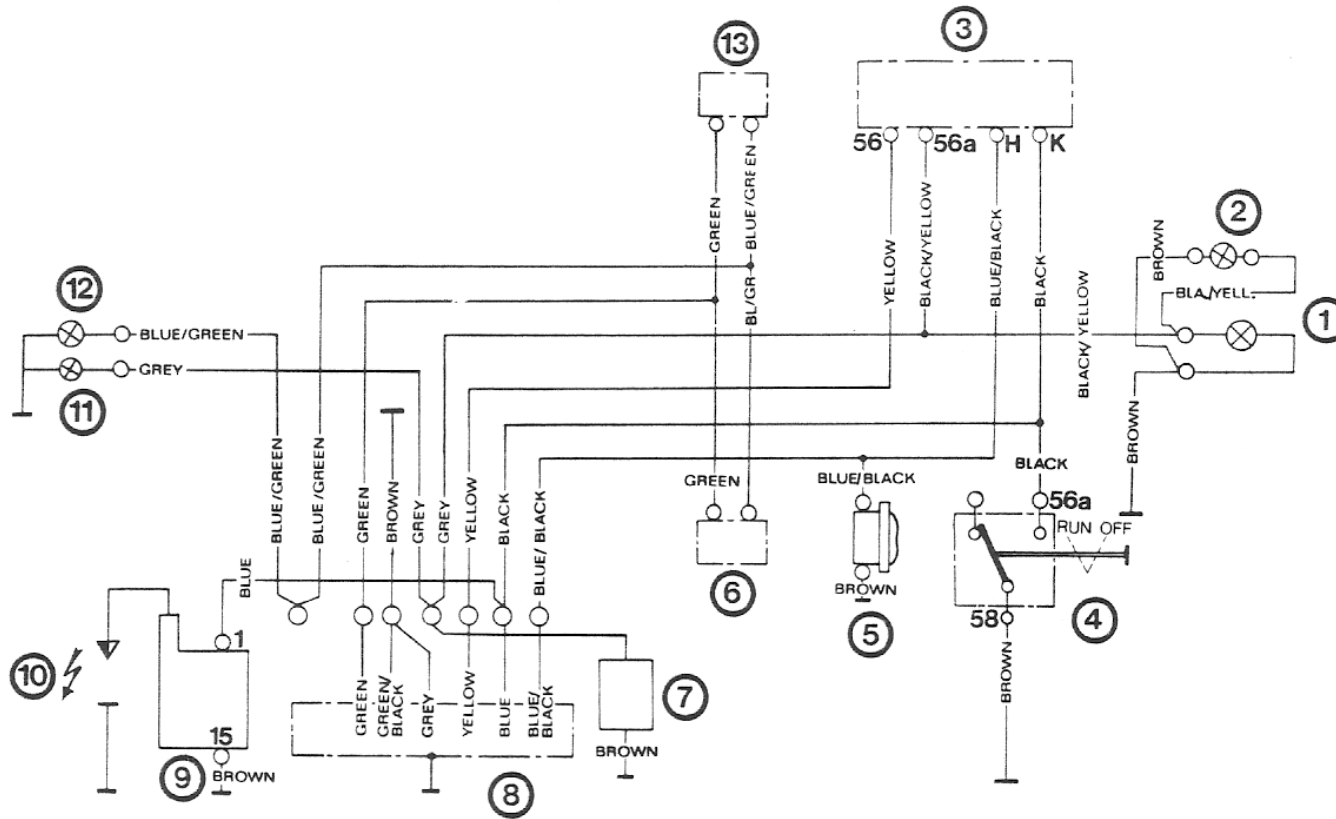 13
3
56
56a
H
K
GREEN
BLUE/GREEN
BL/GR
YELLOW
BLACK/YELLOW
BLUE/BLACK
BLACK
BLACK/YELLOW
2
BROWN
BLA/YELL.
1
BROWN
12
BLUE/GREEN
GREY
11
BLUE/GREEN
BLUE/GREEN
GREEN
BROWN
GREY
GREY
YELLOW
BLACK
BLUE/BLACK
GREEN
6
BLUE/BLACK
BROWN
5
BLACK
56a
RUN OFF
58
4
BROWN
BLUE
1
10
15
9
BROWN
GREEN
GREEN/
BLACK
GREY
YELLOW
BLUE
BLUE/
BLACK
8
7
BROWN